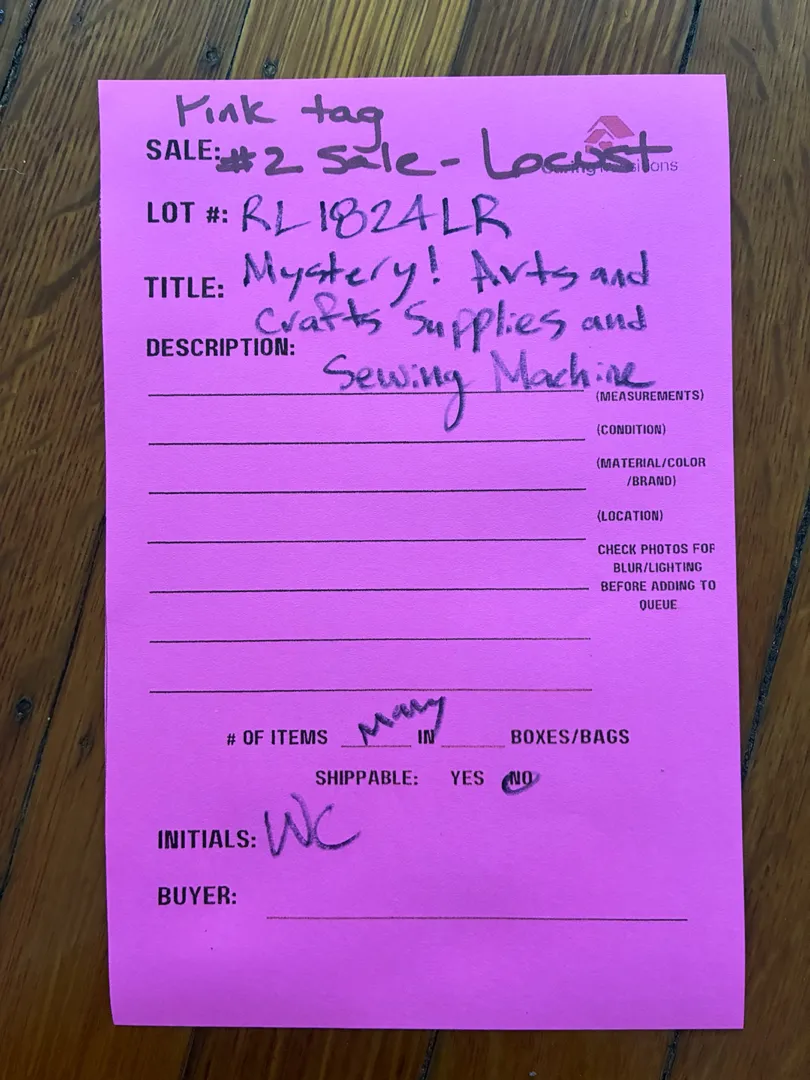 Pink tag
SALE: #2 Sale - Locust
LOT #: RL1824LR
TITLE: Mystery! Arts and
Crafts Supplies and
DESCRIPTION: Sewing Machine
(MEASUREMENTS)
(CONDITION)
(MATERIAL/COLOR
/BRAND)
(LOCATION)
CHECK PHOTOS FOR
BLUR/LIGHTING
BEFORE ADDING TO
QUEUE
# OF ITEMS Many IN BOXES/BAGS
SHIPPABLE: YES NO
INITIALS: WC
BUYER: